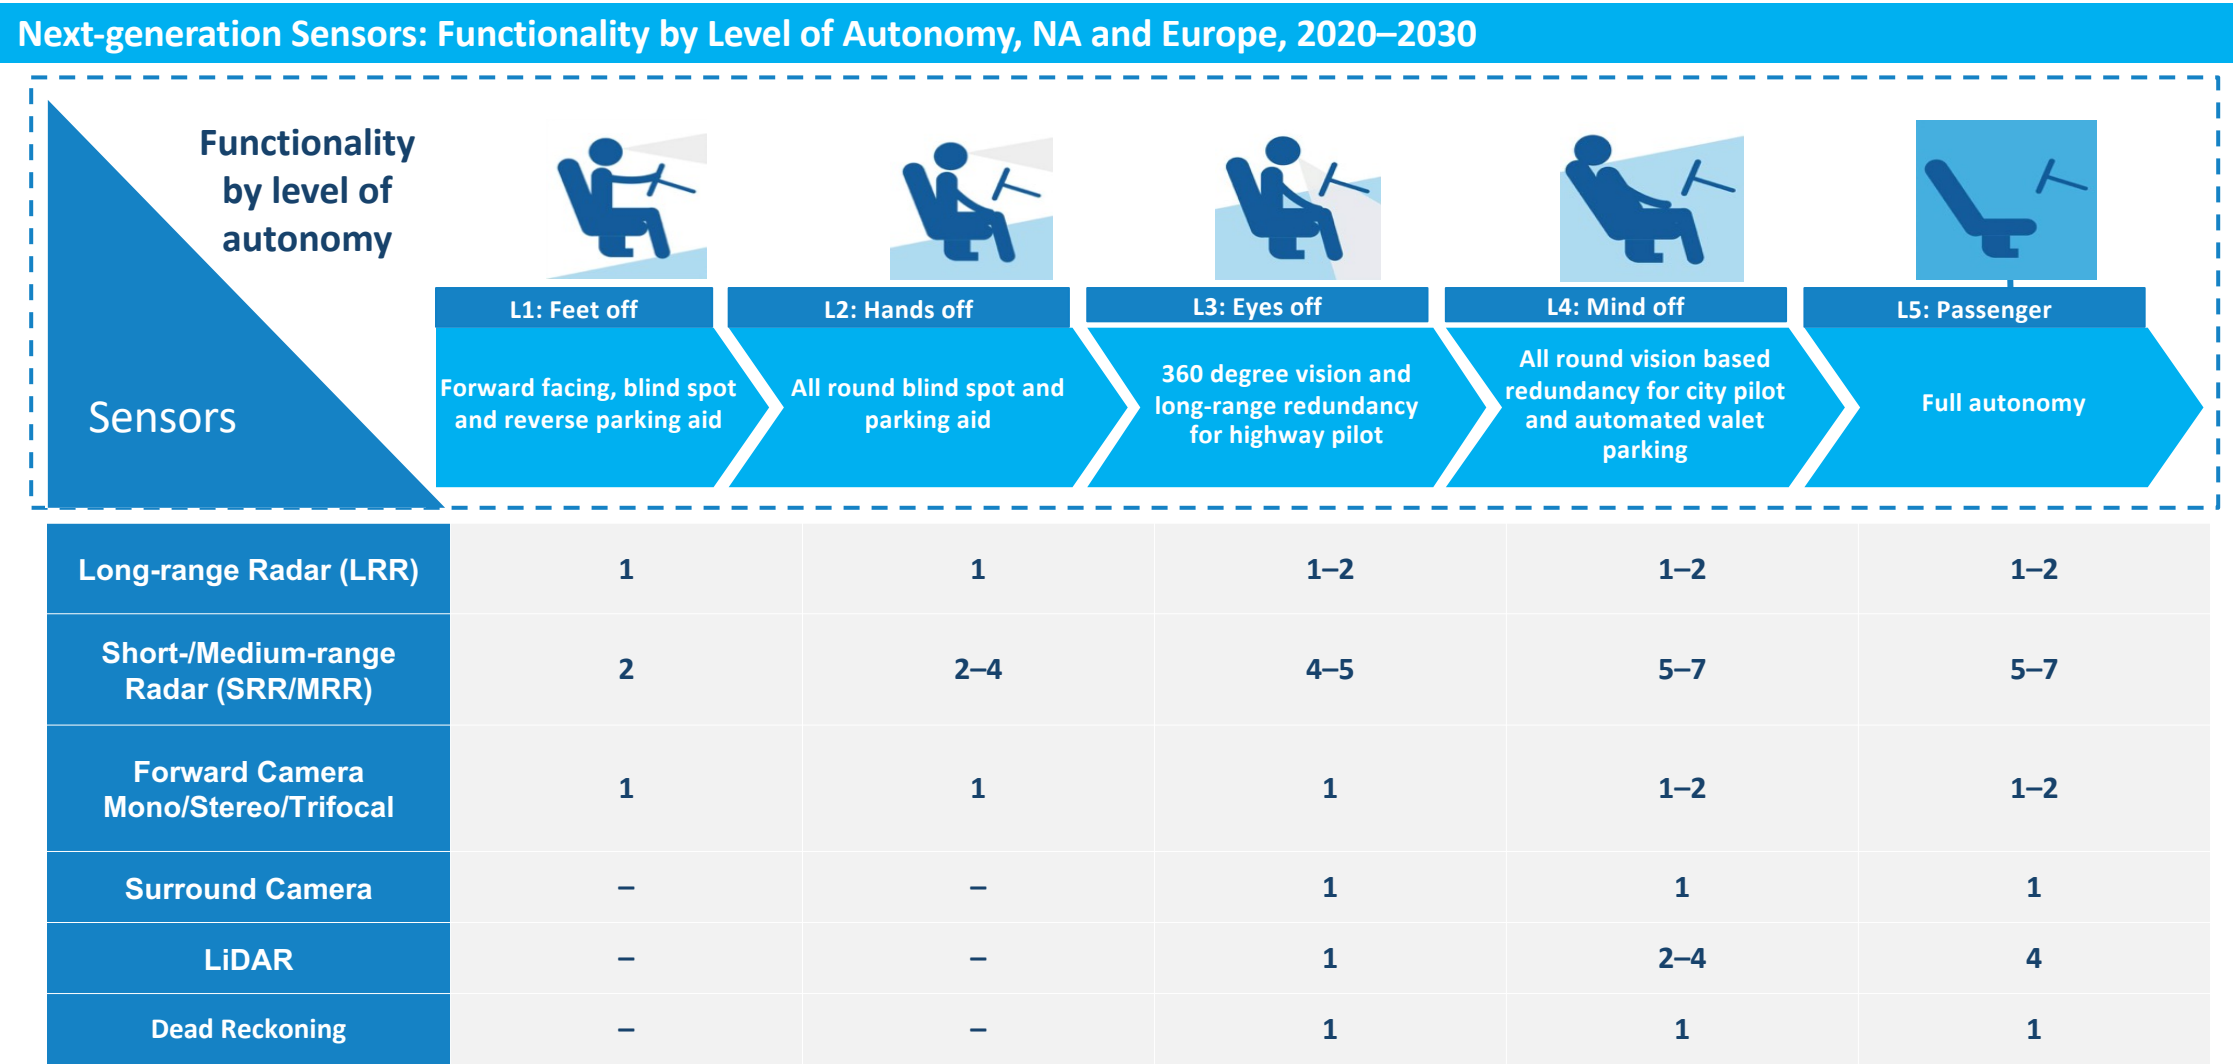 Next-generation Sensors: Functionality by Level of Autonomy, NA and Europe, 2020–2030
Functionality
by level of
autonomy
Sensors
L1: Feet off
L2: Hands off
L3: Eyes off
L4: Mind off
L5: Passenger
Forward facing, blind spot
and reverse parking aid
All round blind spot and
parking aid
360 degree vision and
long-range redundancy
for highway pilot
All round vision based
redundancy for city pilot
and automated valet
parking
Full autonomy
Long-range Radar (LRR)
1
1
1–2
1–2
1–2
Short-/Medium-range
Radar (SRR/MRR)
2
2–4
4–5
5–7
5–7
Forward Camera
Mono/Stereo/Trifocal
1
1
1
1–2
1–2
Surround Camera
–
–
1
1
1
LiDAR
–
–
1
2–4
4
Dead Reckoning
–
–
1
1
1